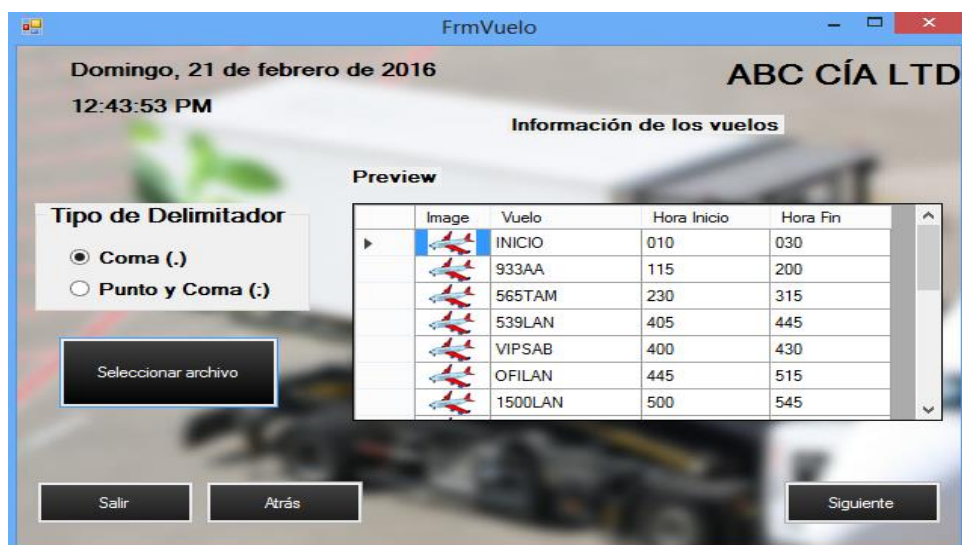 FrmVuelo
Domingo, 21 de febrero de 2016
ABC CÍA LTD
12:43:53 PM
Información de los vuelos
Preview
Tipo de Delimitador
Coma (.)
Punto y Coma (:)
Seleccionar archivo
Image Vuelo Hora Inicio Hora Fin
INICIO 010 030
933AA 115 200
565TAM 230 315
539LAN 405 445
VIPSAB 400 430
OFILAN 445 515
1500LAN 500 545
Salir
Atrás
Siguiente